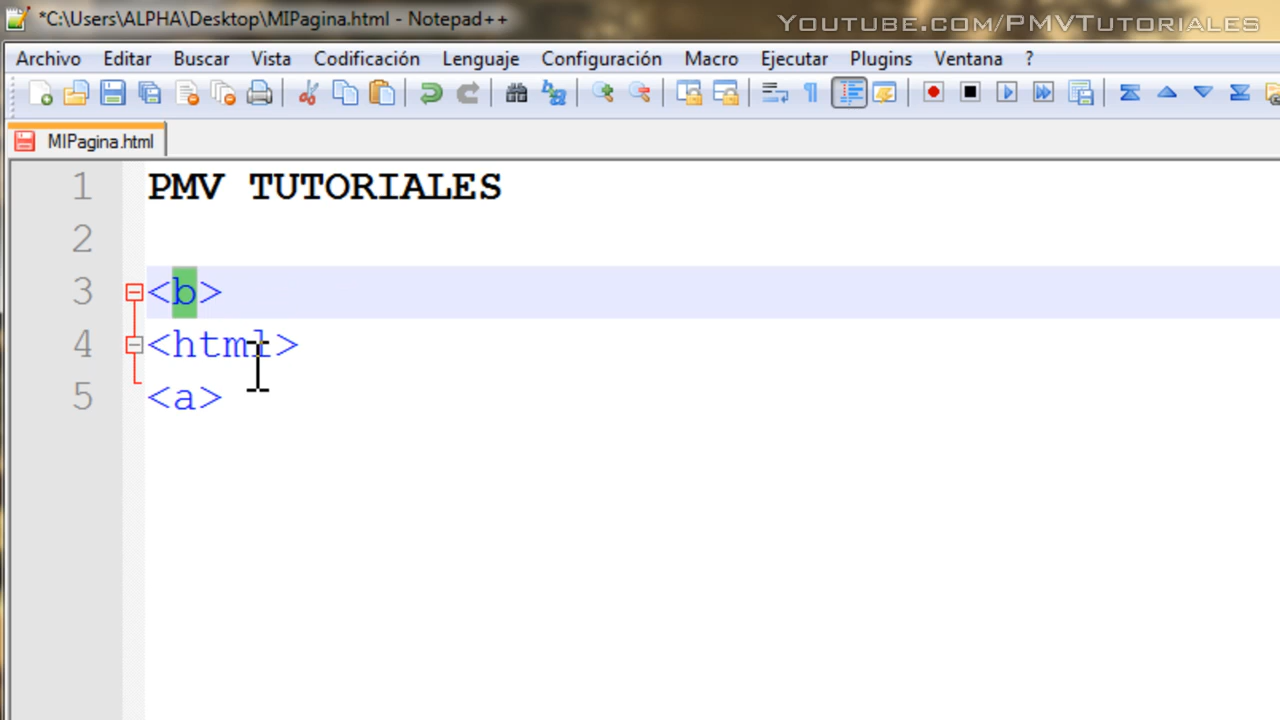 *C:\Users\ALPHA\Desktop\MIPagina.html - Notepad++
Youtube.com/PMVTutoriales
Archivo Editar Buscar Vista Codificación Lenguaje Configuración Macro Ejecutar Plugins Ventana ?
MIPagina.html
1 PMV TUTORIALES
2
3 <b>
4 <html>
5 <a>